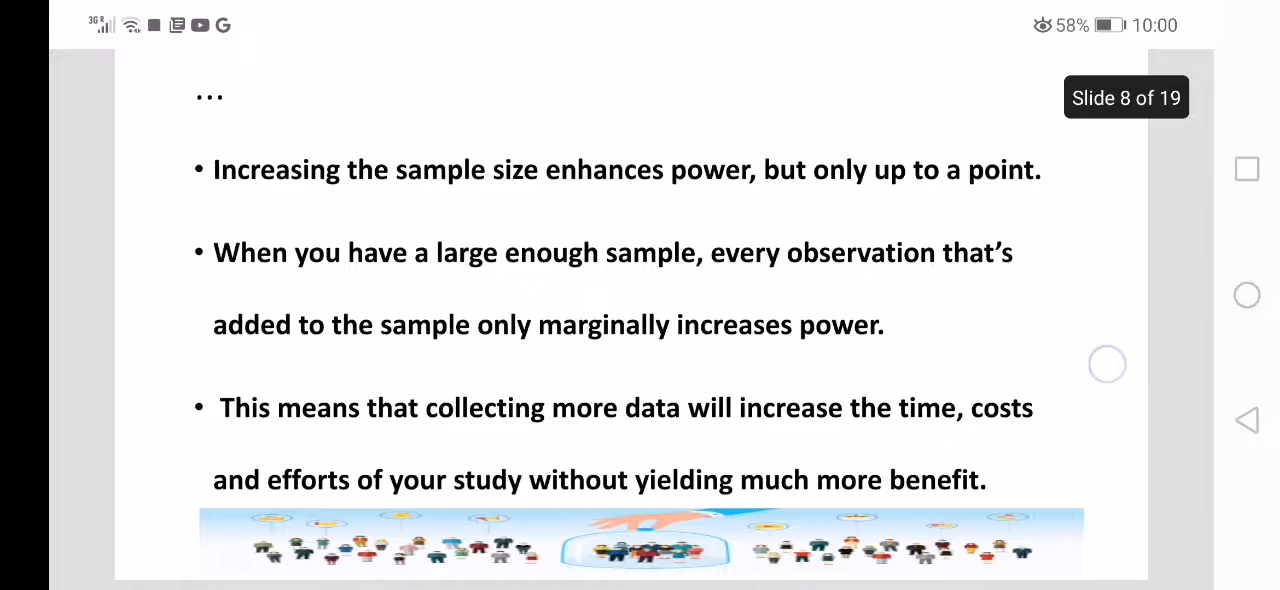 3G R 58% 10:00
...
Slide 8 of 19
• Increasing the sample size enhances power, but only up to a point.
• When you have a large enough sample, every observation that’s
added to the sample only marginally increases power.
• This means that collecting more data will increase the time, costs
and efforts of your study without yielding much more benefit.